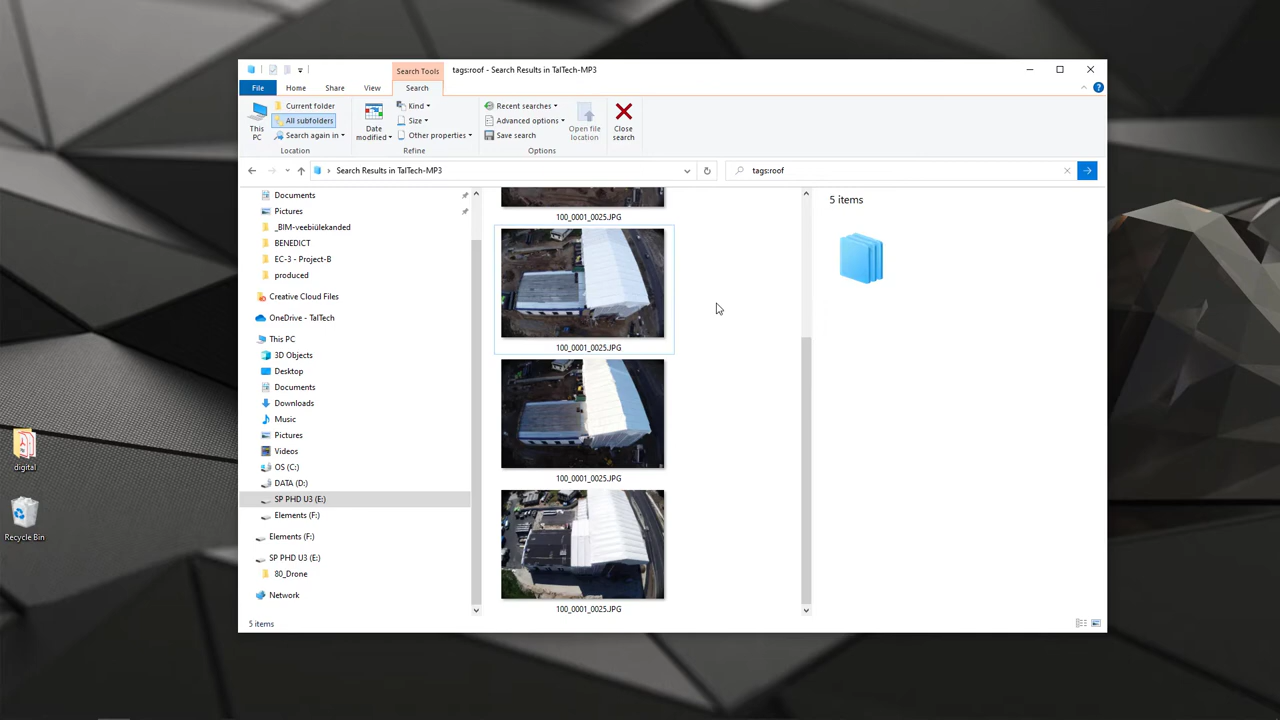 Search Tools
tags:roof - Search Results in TalTech-MP3
File
Home
Share
View
Search
This PC
Current folder
All subfolders
Search again in
Location
Date modified
Kind
Size
Other properties
Refine
Recent searches
Advanced options
Save search
Open file location
Options
Close search
Search Results in TalTech-MP3
tags:roof
Documents
Pictures
_BIM-veebiülekanded
BENEDICT
EC-3 - Project-B
produced
Creative Cloud Files
OneDrive - TalTech
This PC
3D Objects
Desktop
Documents
Downloads
Music
Pictures
Videos
OS (C:)
DATA (D:)
SP PHD U3 (E:)
Elements (F:)
Elements (F:)
SP PHD U3 (E:)
80_Drone
Network
100_0001_0025.JPG
100_0001_0025.JPG
100_0001_0025.JPG
100_0001_0025.JPG
5 items
5 items
digital
Recycle Bin